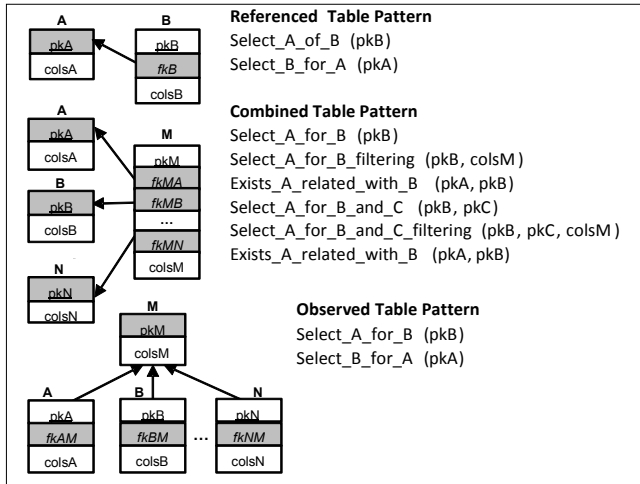 A
B
Referenced Table Pattern
pkA
pkB
Select_A_of_B (pkB)
colsA
fkB
Select_B_for_A (pkA)
colsB
A
Combined Table Pattern
pkA
M
Select_A_for_B (pkB)
colsA
pkM
Select_A_for_B_filtering (pkB, colsM)
B
fkMA
Exists_A_related_with_B (pkA, pkB)
pkB
fkMB
Select_A_for_B_and_C (pkB, pkC)
colsB
...
Select_A_for_B_and_C_filtering (pkB, pkC, colsM)
fkMN
Exists_A_related_with_B (pkA, pkB)
N
colsM
pkN
colsN
Observed Table Pattern
M
Select_A_for_B (pkB)
pkM
Select_B_for_A (pkA)
colsM
A
B
N
pkA
pkB
pkN
fkAM
fkBM
...
fkNM
colsA
colsB
colsN